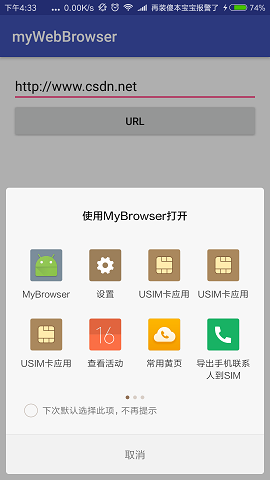 下午4:33 ... 0.00K/s 再装傻本宝宝报警了 74%
myWebBrowser
http://www.csdn.net
URL
使用MyBrowser打开
MyBrowser 设置 USIM卡应用 USIM卡应用
16
USIM卡应用 查看活动 常用黄页 导出手机联系
人到SIM
下次默认选择此项，不再提示
取消